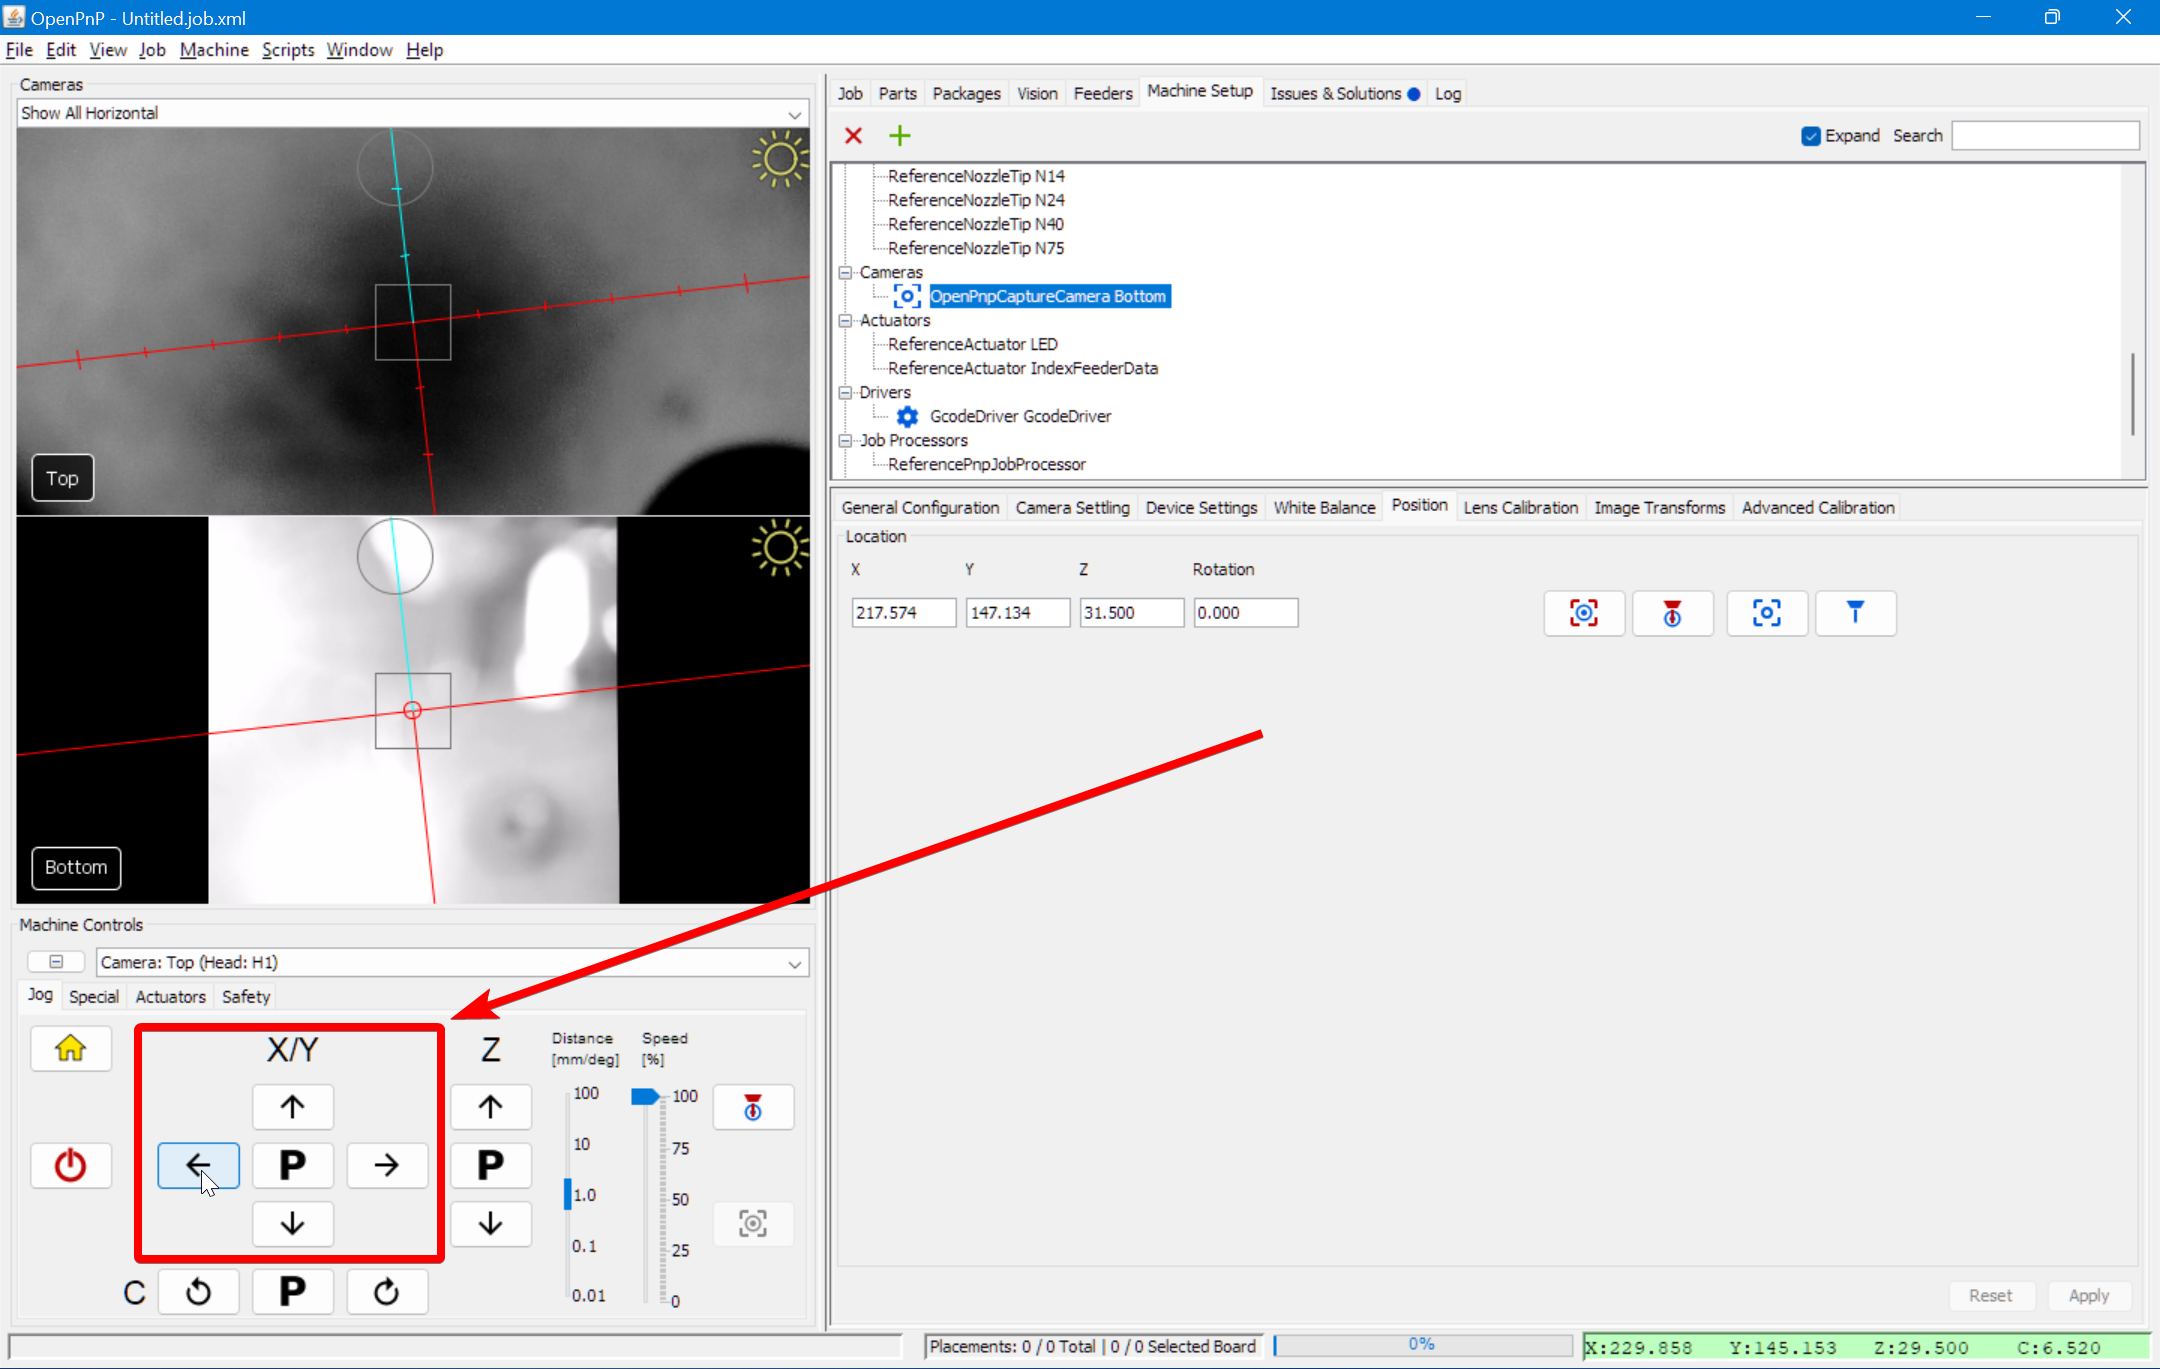 OpenPnP - Untitled.job.xml
File Edit View Job Machine Scripts Window Help
Cameras
Show All Horizontal
Top
Bottom
Machine Controls
Camera: Top (Head: H1)
Jog Special Actuators Safety
X/Y
Z
Distance
[mm/deg]
Speed
[%]
100
10
1.0
0.1
0.01
100
75
50
25
0
P
P
C
P
Job Parts Packages Vision Feeders Machine Setup Issues & Solutions Log
Expand Search
ReferenceNozzleTip N14
ReferenceNozzleTip N24
ReferenceNozzleTip N40
ReferenceNozzleTip N75
Cameras
OpenPnpCaptureCamera Bottom
Actuators
ReferenceActuator LED
ReferenceActuator IndexFeederData
Drivers
GcodeDriver GcodeDriver
Job Processors
ReferencePnpJobProcessor
General Configuration Camera Settling Device Settings White Balance Position Lens Calibration Image Transforms Advanced Calibration
Location
X Y Z Rotation
217.574 147.134 31.500 0.000
Reset Apply
Placements: 0 / 0 Total | 0 / 0 Selected Board 0% X:229.858 Y:145.153 Z:29.500 C:6.520